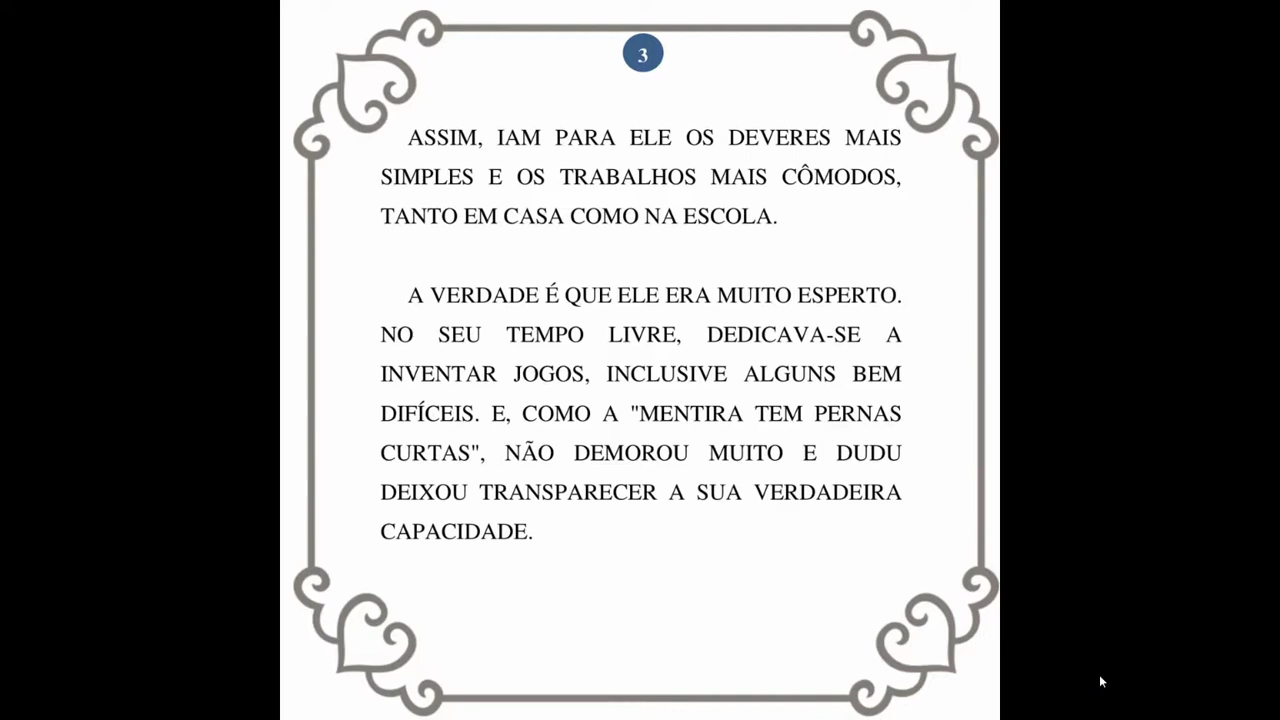 3
ASSIM, IAM PARA ELE OS DEVERES MAIS
SIMPLES E OS TRABALHOS MAIS CÔMODOS,
TANTO EM CASA COMO NA ESCOLA.
A VERDADE É QUE ELE ERA MUITO ESPERTO.
NO SEU TEMPO LIVRE, DEDICAVA-SE A
INVENTAR JOGOS, INCLUSIVE ALGUNS BEM
DIFÍCEIS. E, COMO A "MENTIRA TEM PERNAS
CURTAS", NÃO DEMOROU MUITO E DUDU
DEIXOU TRANSPARECER A SUA VERDADEIRA
CAPACIDADE.